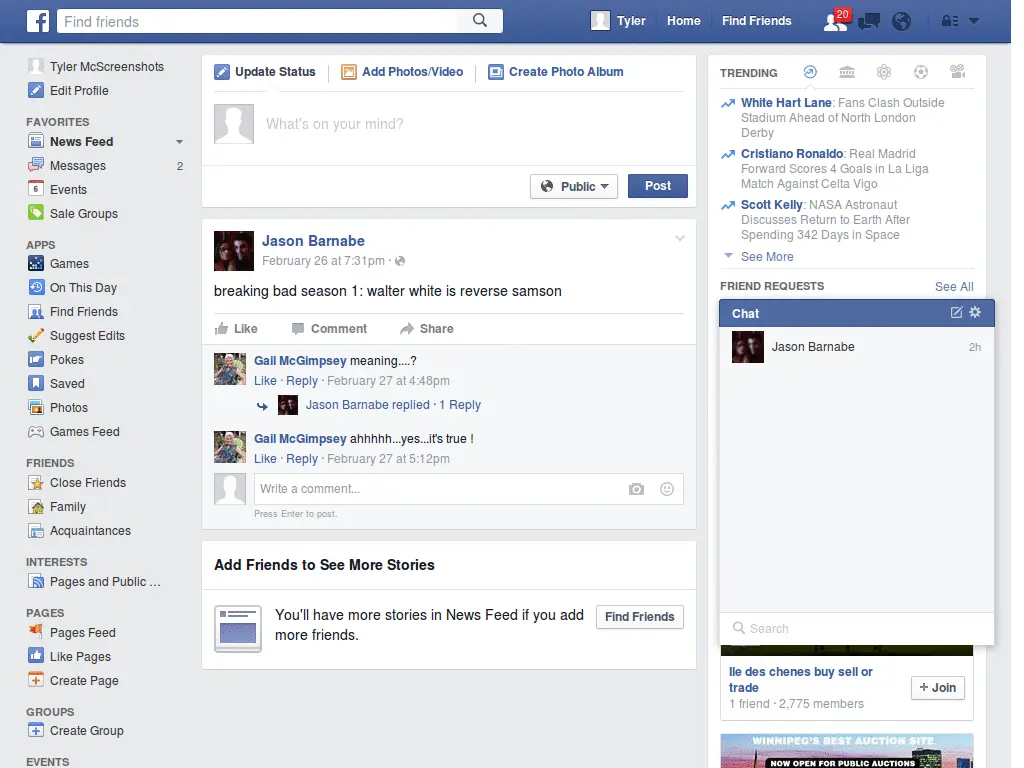 f
Find friends
Tyler
Home
Find Friends
20
Tyler McScreenshots
Edit Profile
FAVORITES
News Feed
Messages 2
6 Events
Sale Groups
APPS
Games
On This Day
Find Friends
Suggest Edits
Pokes
Saved
Photos
Games Feed
FRIENDS
Close Friends
Family
Acquaintances
INTERESTS
Pages and Public ...
PAGES
Pages Feed
Like Pages
Create Page
GROUPS
Create Group
EVENTS
Update Status
Add Photos/Video
Create Photo Album
What's on your mind?
Public
Post
Jason Barnabe
February 26 at 7:31pm ·
breaking bad season 1: walter white is reverse samson
Like
Comment
Share
Gail McGimpsey meaning....?
Like · Reply · February 27 at 4:48pm
Jason Barnabe replied · 1 Reply
Gail McGimpsey ahhhhh...yes...it's true !
Like · Reply · February 27 at 5:12pm
Write a comment...
Press Enter to post.
Add Friends to See More Stories
You'll have more stories in News Feed if you add
more friends.
Find Friends
TRENDING
White Hart Lane: Fans Clash Outside
Stadium Ahead of North London
Derby
Cristiano Ronaldo: Real Madrid
Forward Scores 4 Goals in La Liga
Match Against Celta Vigo
Scott Kelly: NASA Astronaut
Discusses Return to Earth After
Spending 342 Days in Space
See More
FRIEND REQUESTS
See All
Chat
Jason Barnabe 2h
Search
Ile des chenes buy sell or
trade
1 friend · 2,775 members
+ Join
WINNIPEG'S BEST AUCTION SITE
NOW OPEN FOR PUBLIC AUCTIONS